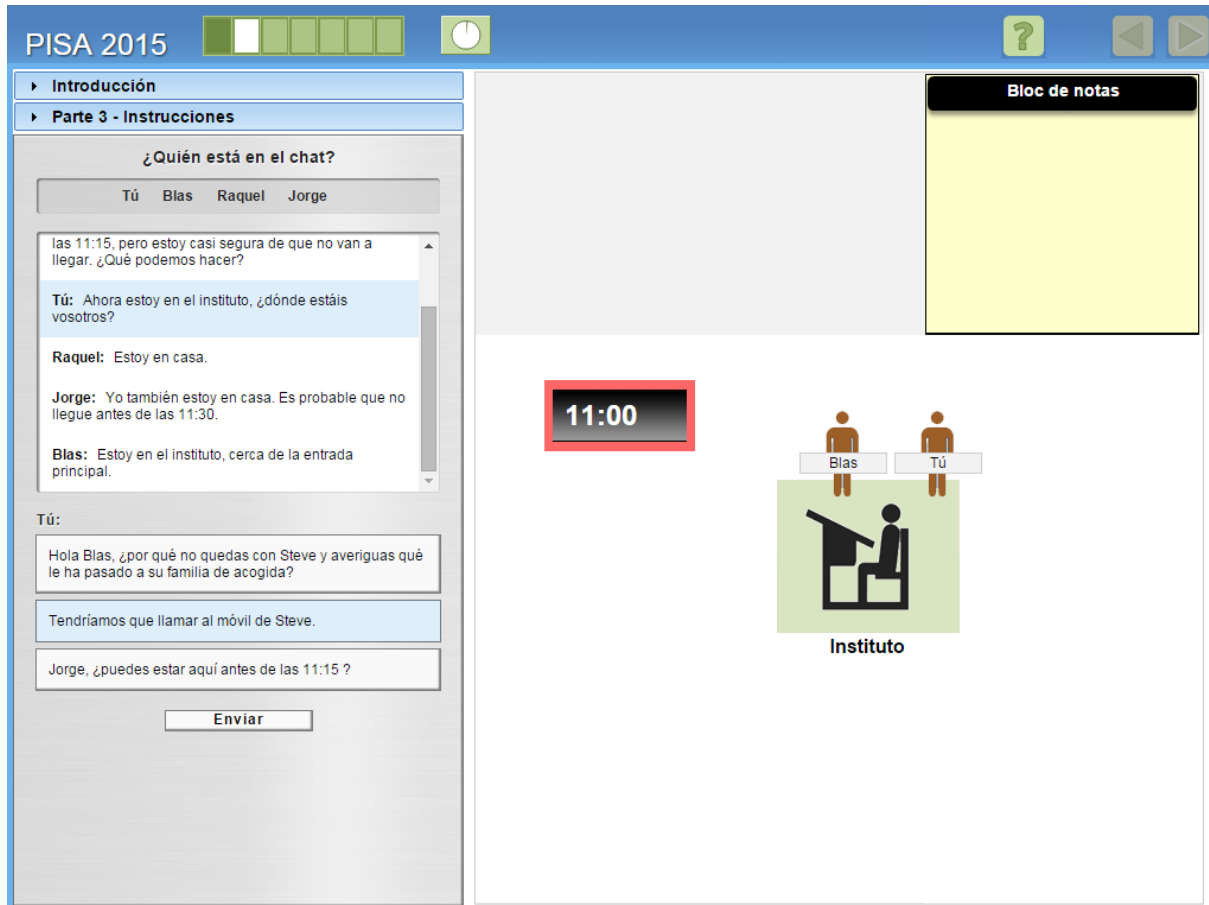 PISA 2015
?
Introducción
Parte 3 - Instrucciones
¿Quién está en el chat?
Tú Blas Raquel Jorge
las 11:15, pero estoy casi segura de que no van a
llegar. ¿Qué podemos hacer?
Tú: Ahora estoy en el instituto, ¿dónde estáis
vosotros?
Raquel: Estoy en casa.
Jorge: Yo también estoy en casa. Es probable que no
llegue antes de las 11:30.
Blas: Estoy en el instituto, cerca de la entrada
principal.
Tú:
Hola Blas, ¿por qué no quedas con Steve y averiguas qué
le ha pasado a su familia de acogida?
Tendríamos que llamar al móvil de Steve.
Jorge, ¿puedes estar aquí antes de las 11:15 ?
Enviar
Bloc de notas
11:00
Blas Tú
Instituto